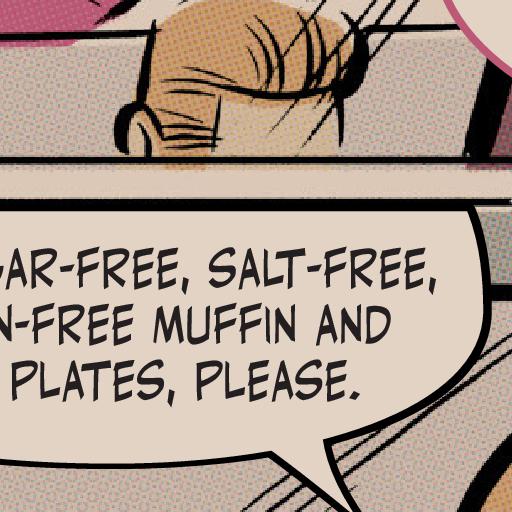 AR-FREE, SALT-FREE,
N-FREE MUFFIN AND
PLATES, PLEASE.